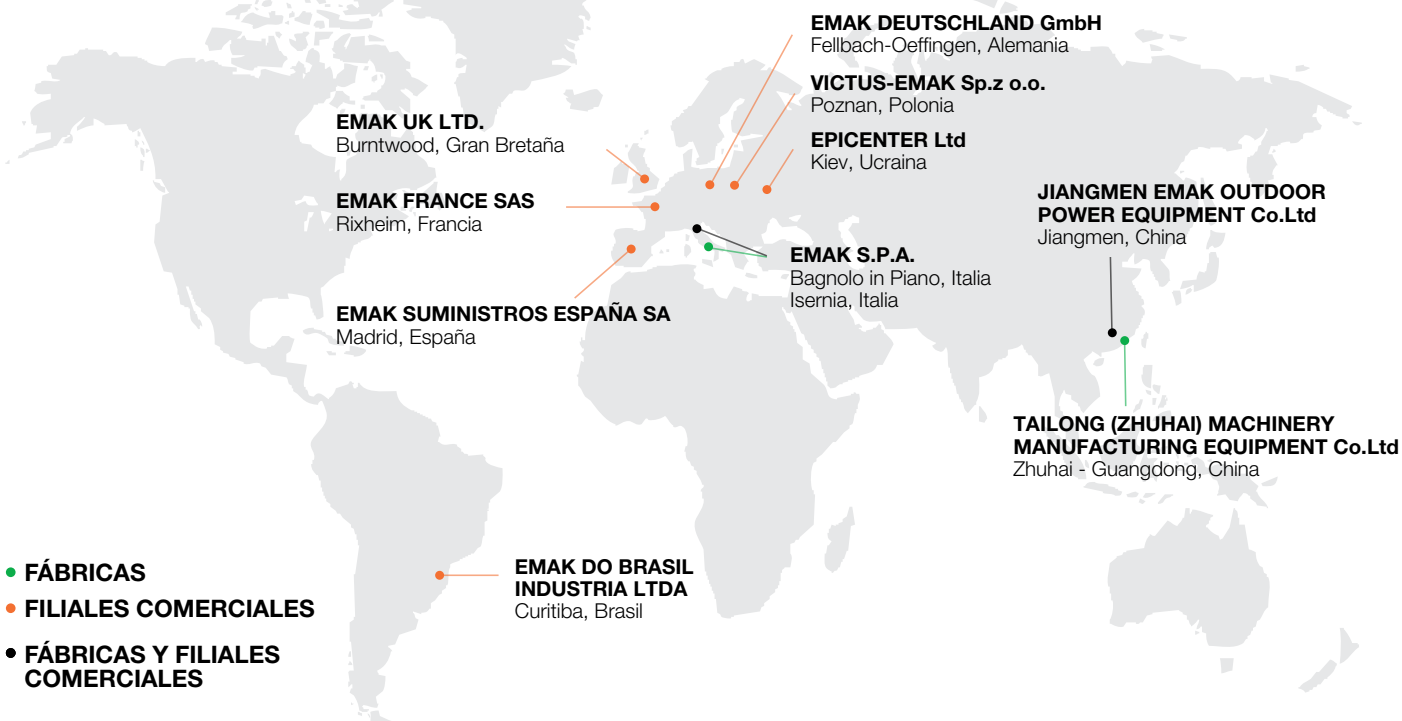 EMAK DEUTSCHLAND GmbH
Fellbach-Oeffingen, Alemania
VICTUS-EMAK Sp.z o.o.
Poznan, Polonia
EMAK UK LTD.
Burntwood, Gran Bretaña
EPICENTER Ltd
Kiev, Ucraina
EMAK FRANCE SAS
Rixheim, Francia
JIANGMEN EMAK OUTDOOR
POWER EQUIPMENT Co.Ltd
Jiangmen, China
EMAK S.P.A.
Bagnolo in Piano, Italia
Isernia, Italia
EMAK SUMINISTROS ESPAÑA SA
Madrid, España
TAILONG (ZHUHAI) MACHINERY
MANUFACTURING EQUIPMENT Co.Ltd
Zhuhai - Guangdong, China
EMAK DO BRASIL
INDUSTRIA LTDA
Curitiba, Brasil
FÁBRICAS
FILIALES COMERCIALES
FÁBRICAS Y FILIALES
COMERCIALES